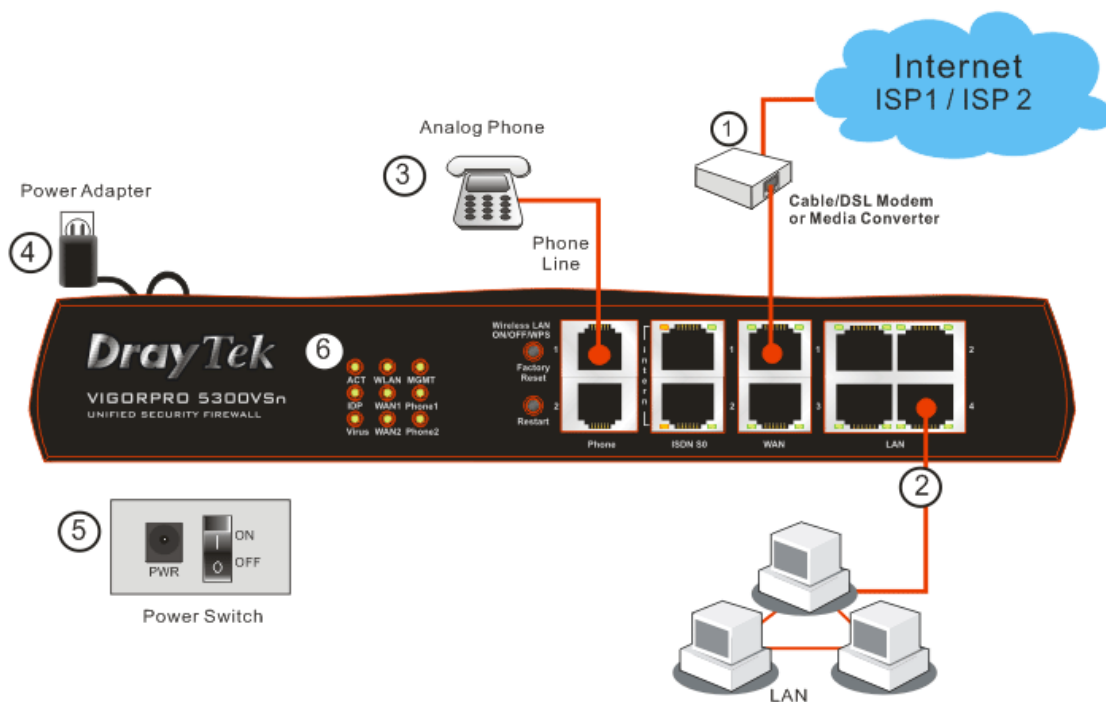 Internet
ISP1 / ISP 2
1
Analog Phone
3
Cable/DSL Modem
or Media Converter
Power Adapter
4
Phone
Line
DrayTek
VIGORPRO 5300VSn
UNIFIED SECURITY FIREWALL
6
ACT WLAN MGMT
IDP WAN1 Phone1
Virus WAN2 Phone2
Wireless LAN
ON/OFF/WPS
Factory
Reset
Restart
1
2
Phone
Intern
ISDN S0
1
2
WAN
1
3
2
4
LAN
2
5
PWR
ON
I
OFF
0
Power Switch
LAN